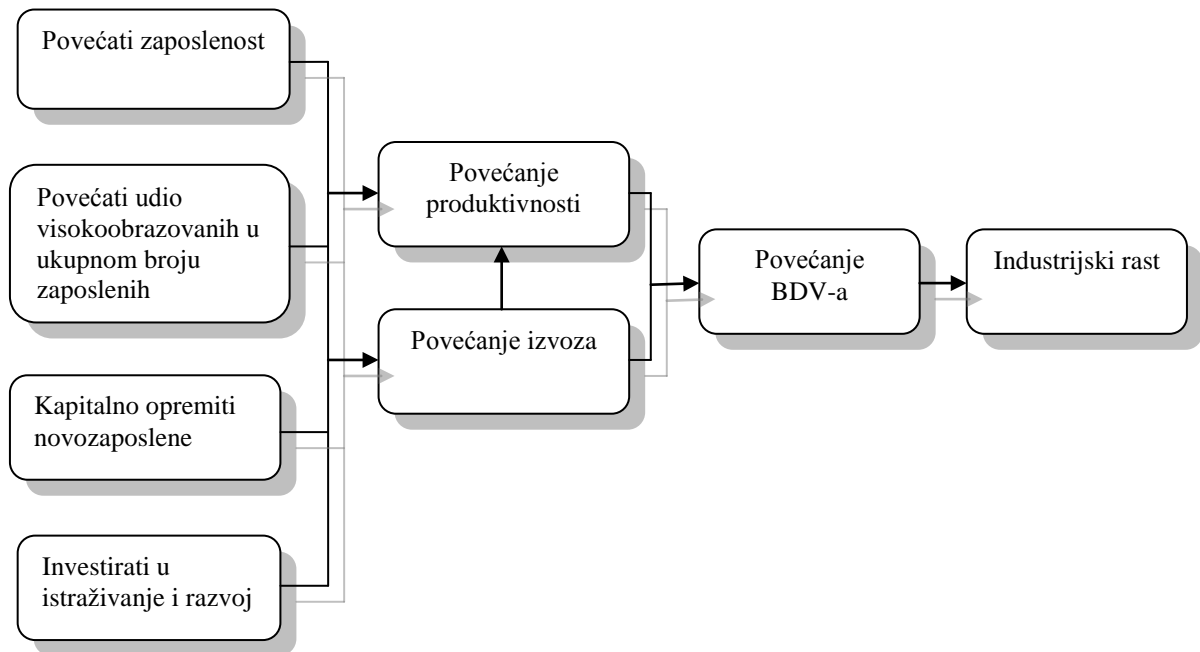 Povećati zaposlenost
Povećati udio
visokoobrazovanih u
ukupnom broju
zaposlenih
Kapitalno opremiti
novozaposlene
Investirati u
istraživanje i razvoj
Povećanje
produktivnosti
Povećanje izvoza
Povećanje
BDV-a
Industrijski rast